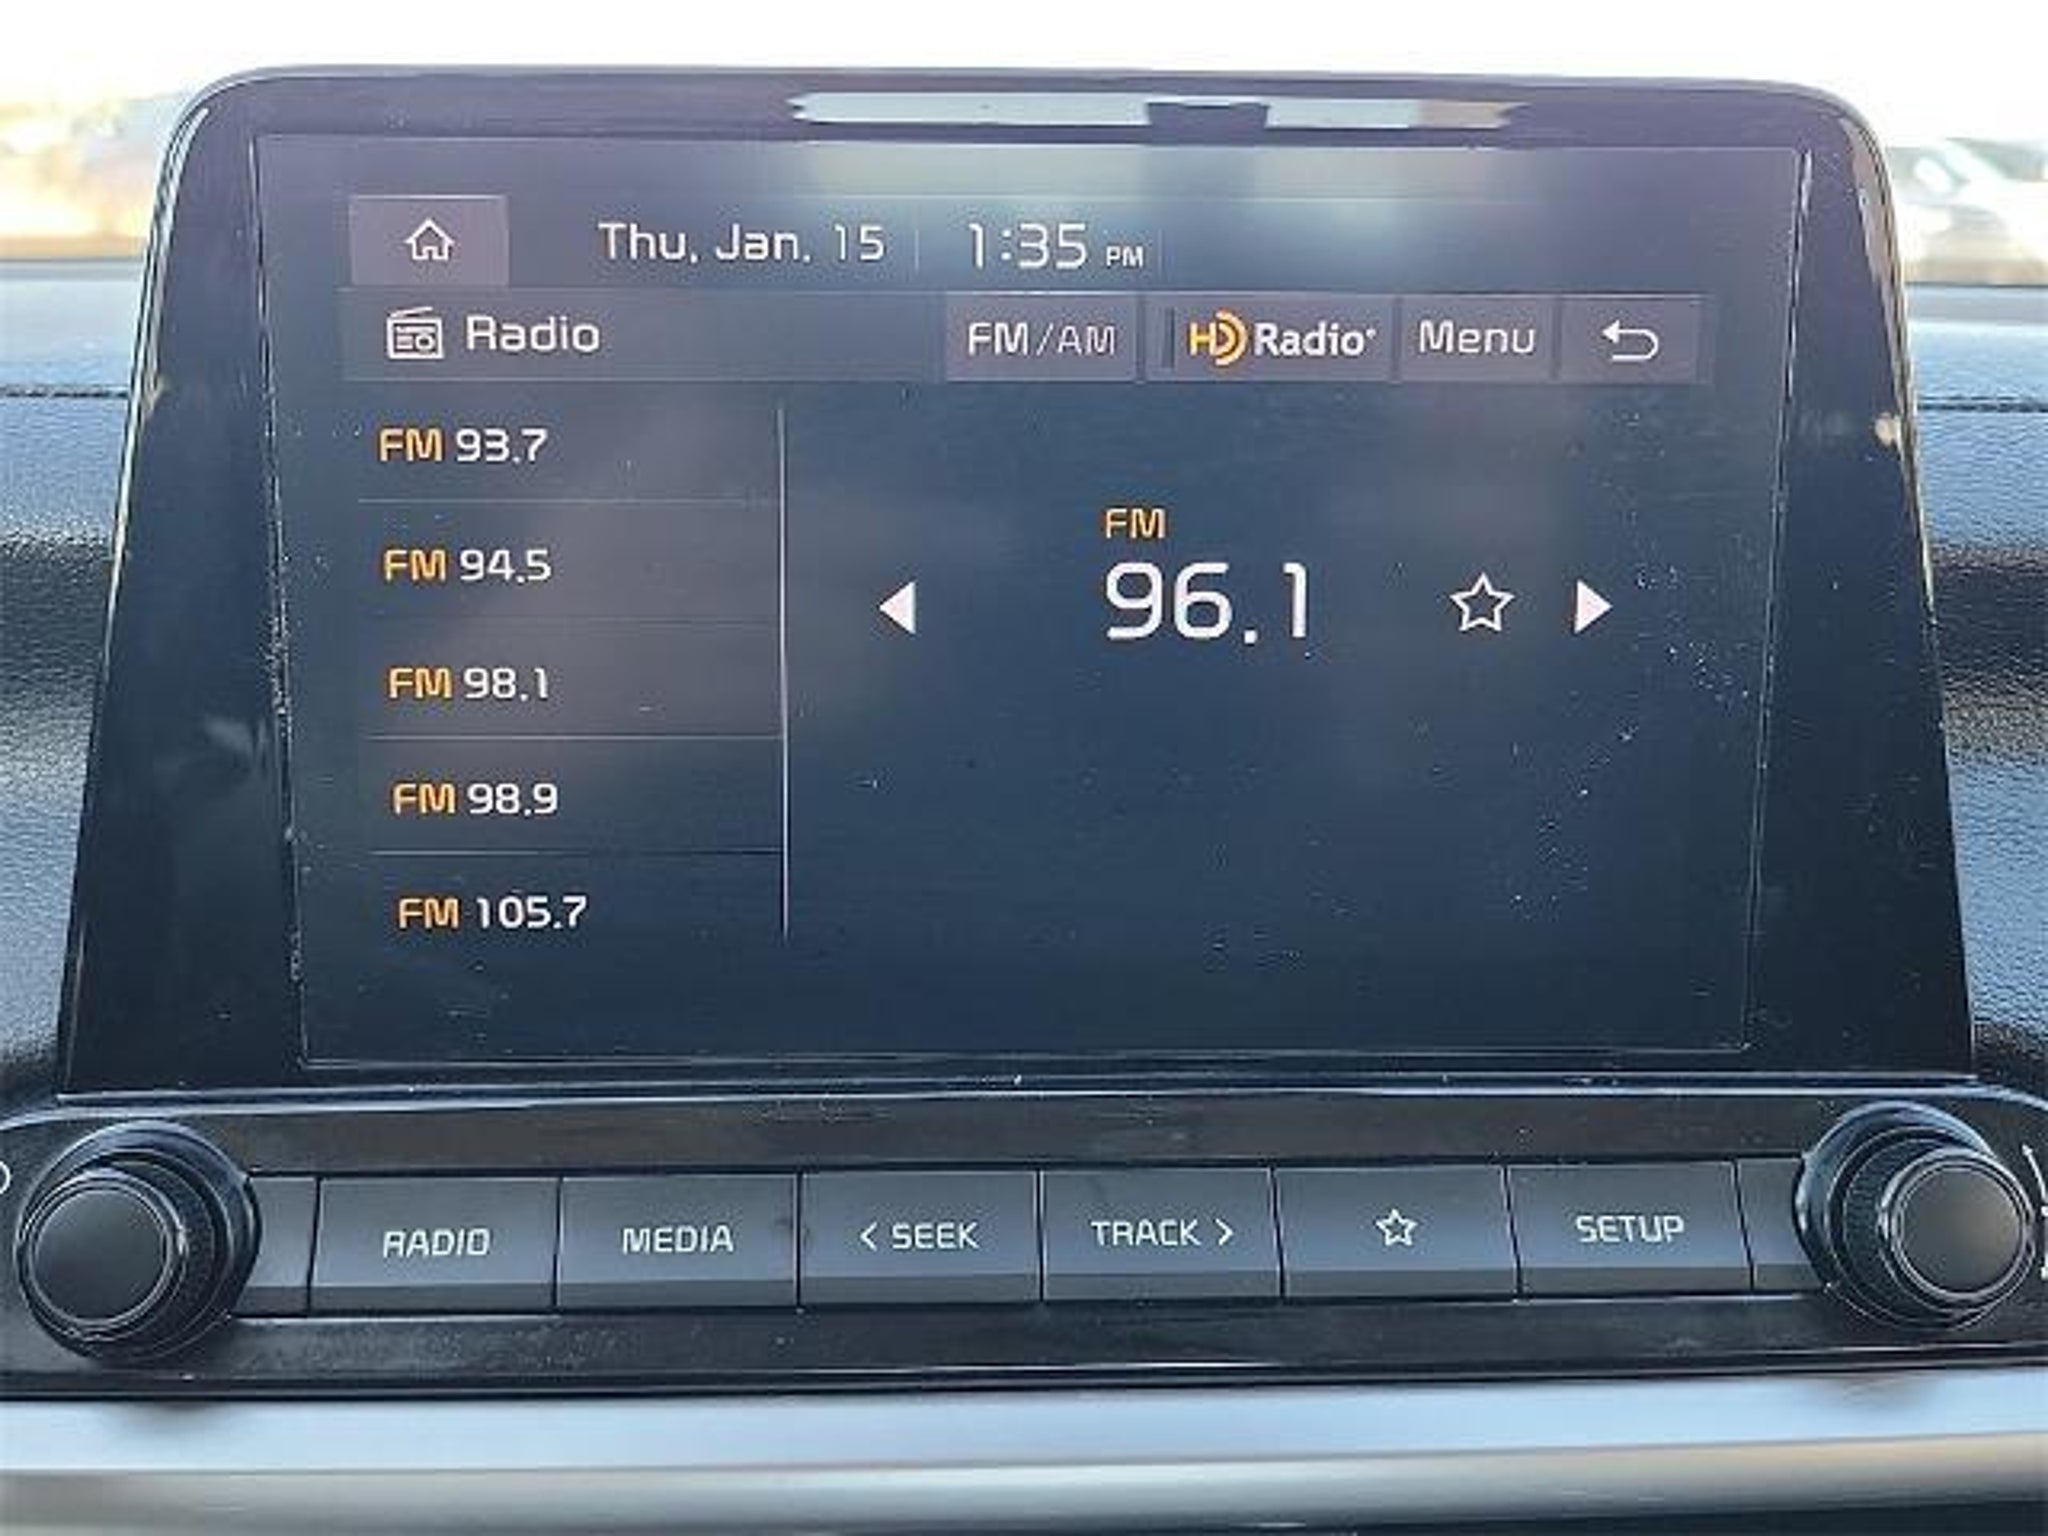 Thu, Jan. 15 1:35 PM
Radio FM/AM HD Radio Menu
FM 93.7
FM 94.5
FM 98.1
FM 98.9
FM 105.7
FM
96.1
RADIO MEDIA < SEEK TRACK > SETUP